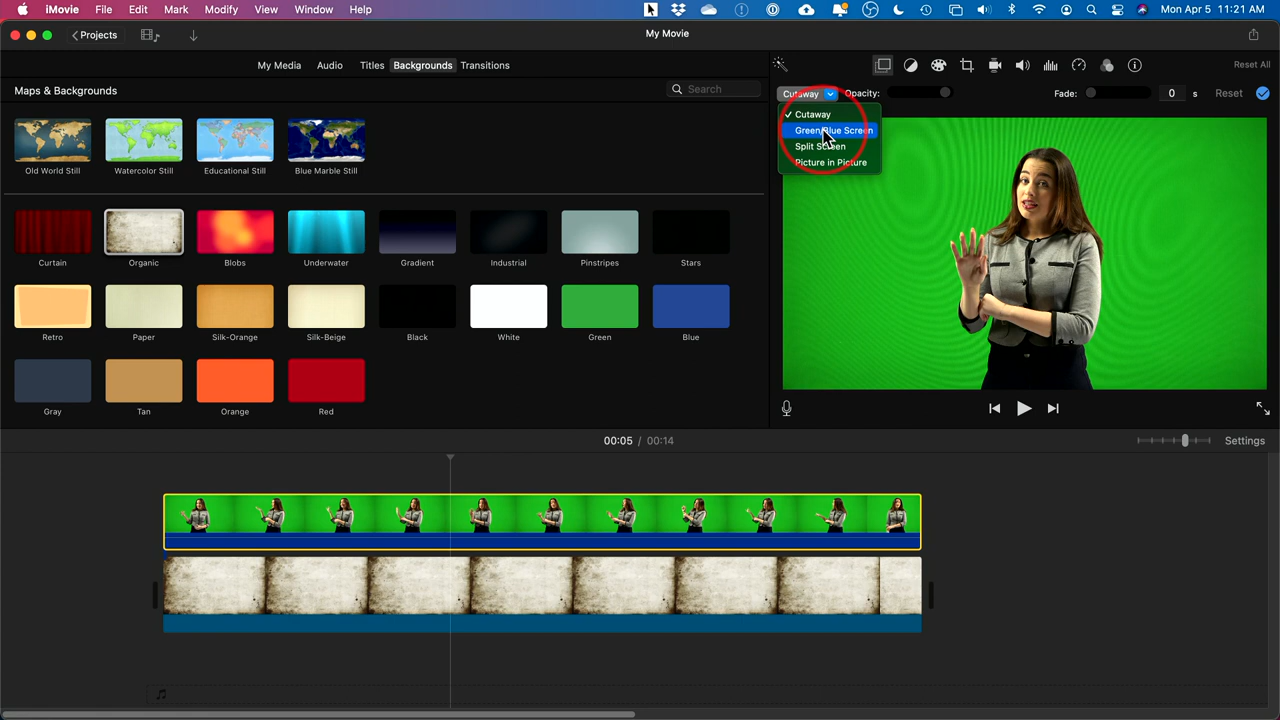 iMovie File Edit Mark Modify View Window Help Mon Apr 5 11:21 AM
Projects My Movie
My Media Audio Titles Backgrounds Transitions Reset All
Maps & Backgrounds Search Cutaway Opacity: Fade: 0 s Reset
Cutaway
Green/Blue Screen
Split Screen
Picture in Picture
Old World Still Watercolor Still Educational Still Blue Marble Still
Curtain Organic Blobs Underwater Gradient Industrial Pinstripes Stars
Retro Paper Silk-Orange Silk-Beige Black White Green Blue
Gray Tan Orange Red
00:05 / 00:14 Settings